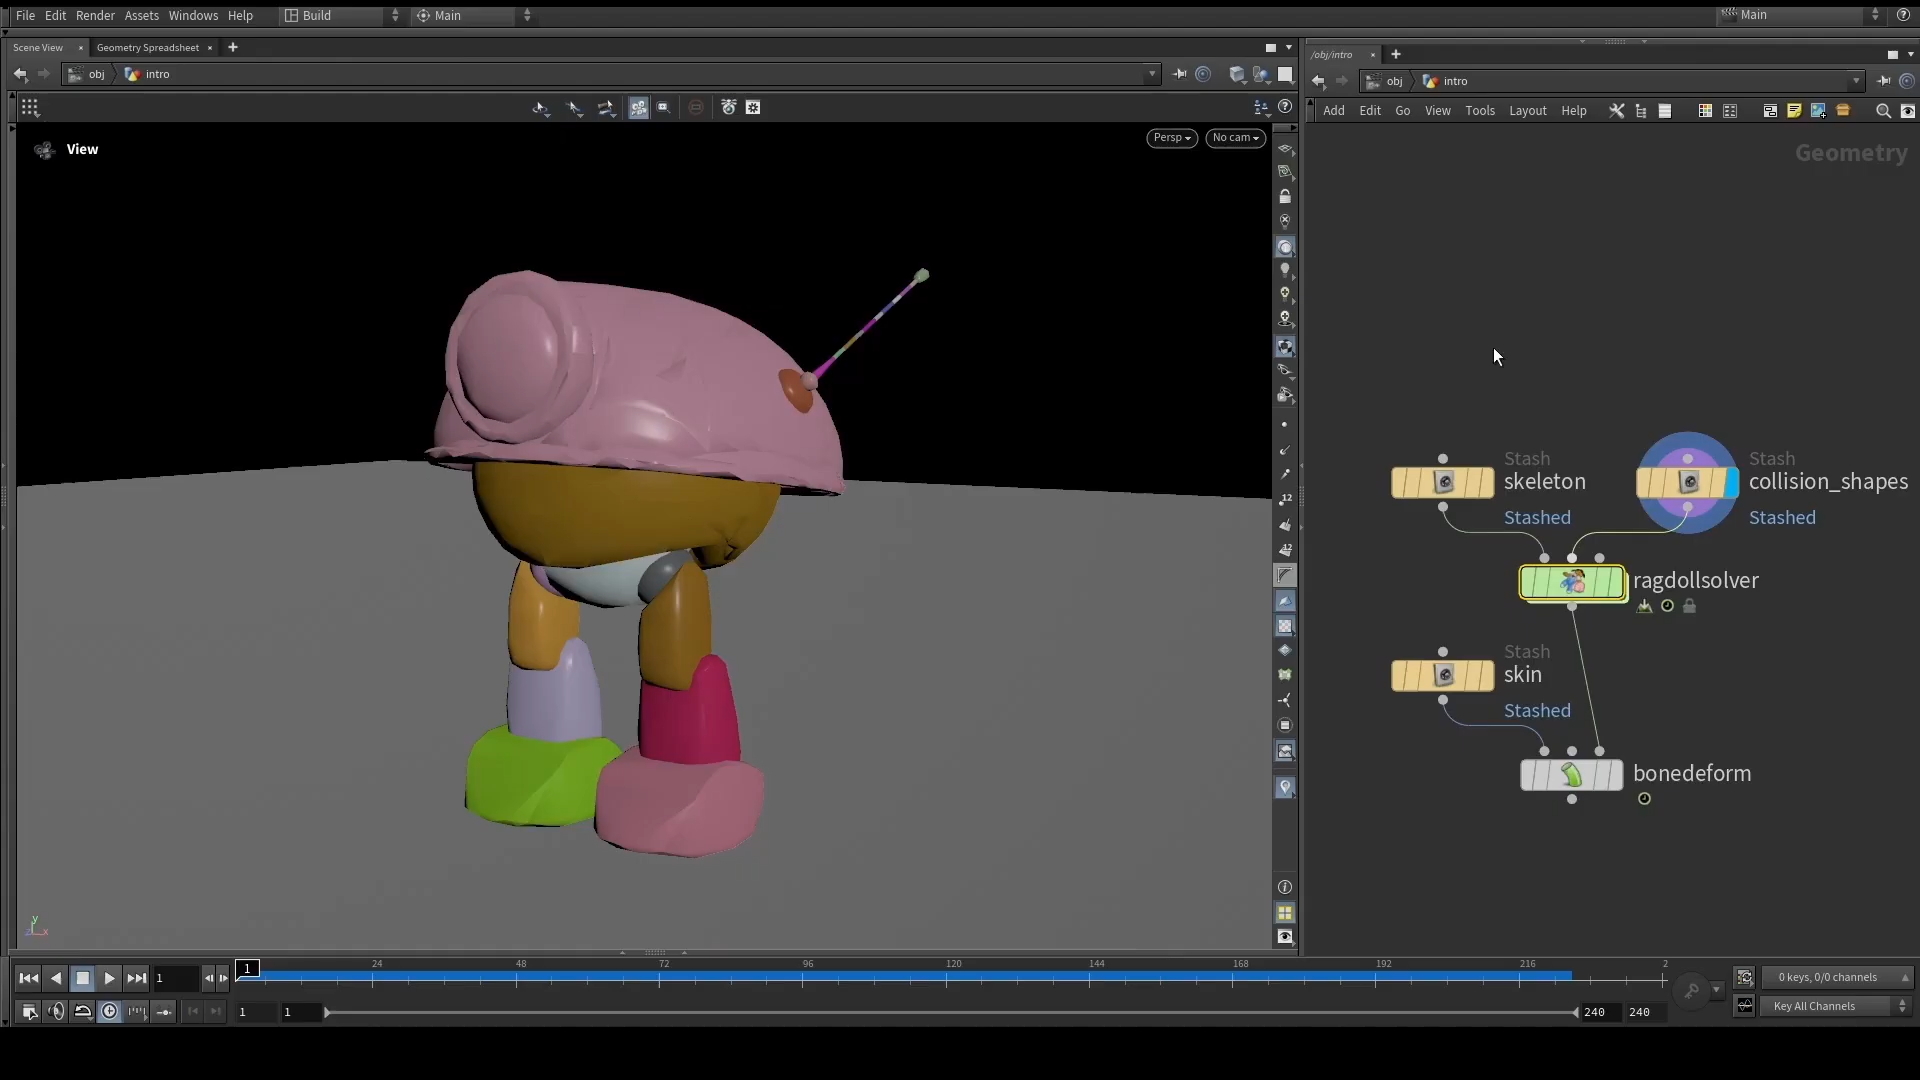 File Edit Render Assets Windows Help Build Main Main
Scene View × Geometry Spreadsheet × +
/obj/intro × +
obj intro
obj intro
Add Edit Go View Tools Layout Help
View
Persp No cam
Geometry
Stash
skeleton
Stashed
Stash
collision_shapes
Stashed
ragdollsolver
Stash
skin
Stashed
bonedeform
12
12
y
x
1
1 24 48 72 96 120 144 168 192 216 2
0 keys, 0/0 channels
1 1 240 240
Key All Channels